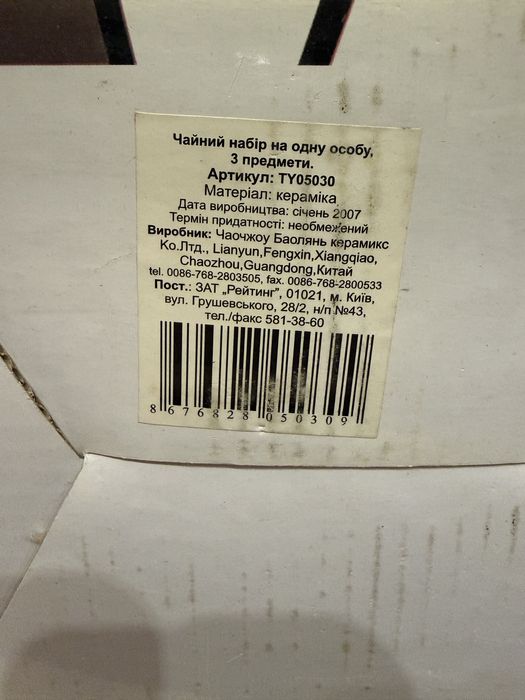 Чайний набір на одну особу,
3 предмети.
Артикул: TY05030
Матеріал: кераміка
Дата виробництва: січень 2007
Термін придатності: необмежений
Виробник: Чаочжоу Баолянь керамикс
Ко.Лтд., Lianyun,Fengxin,Xiangqiao,
Chaozhou,Guangdong,Китай
tel. 0086-768-2803505, fax. 0086-768-2800533
Пост.: ЗАТ „Рейтинг", 01021, м. Київ,
вул. Грушевського, 28/2, н/п №43,
тел./факс 581-38-60
8 676828 050309